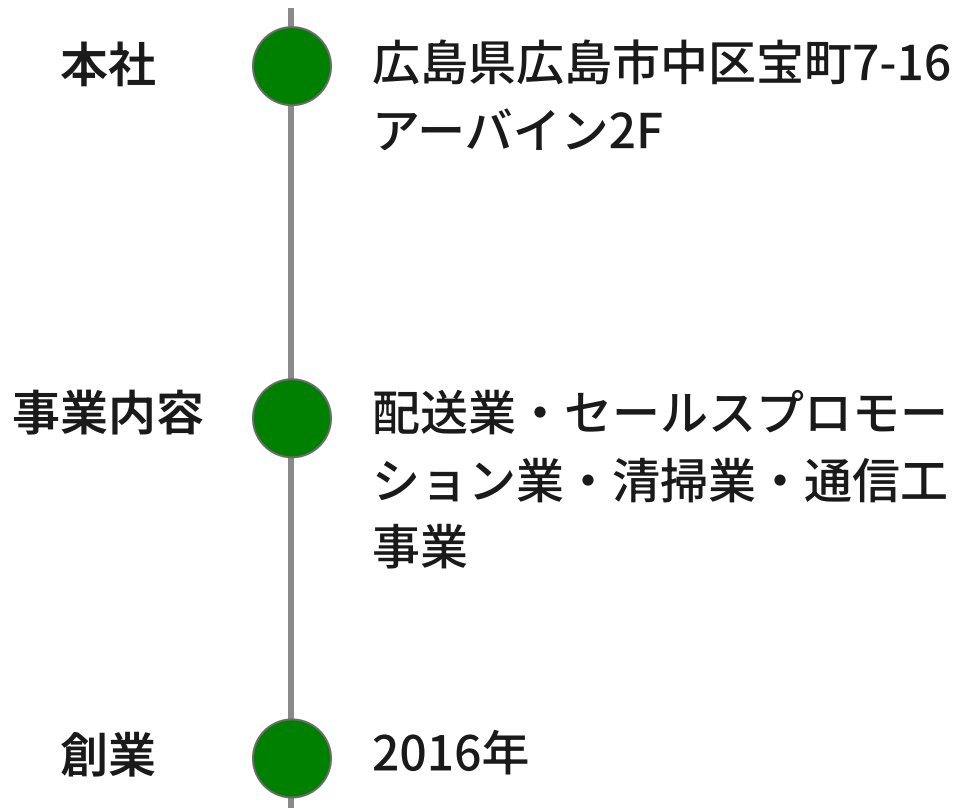 本社
広島県広島市中区宝町7-16
アーバイン2F
事業内容
配送業・セールスプロモー
ション業・清掃業・通信工
事業
創業
2016年